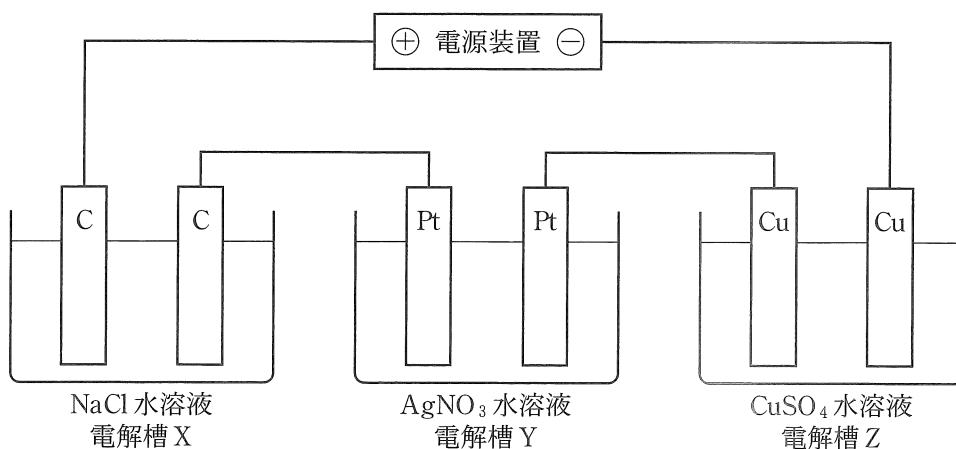 ⊕ 電源装置 ⊖
C
C
Pt
Pt
Cu
Cu
NaCl 水溶液
電解槽 X
AgNO₃ 水溶液
電解槽 Y
CuSO₄ 水溶液
電解槽 Z